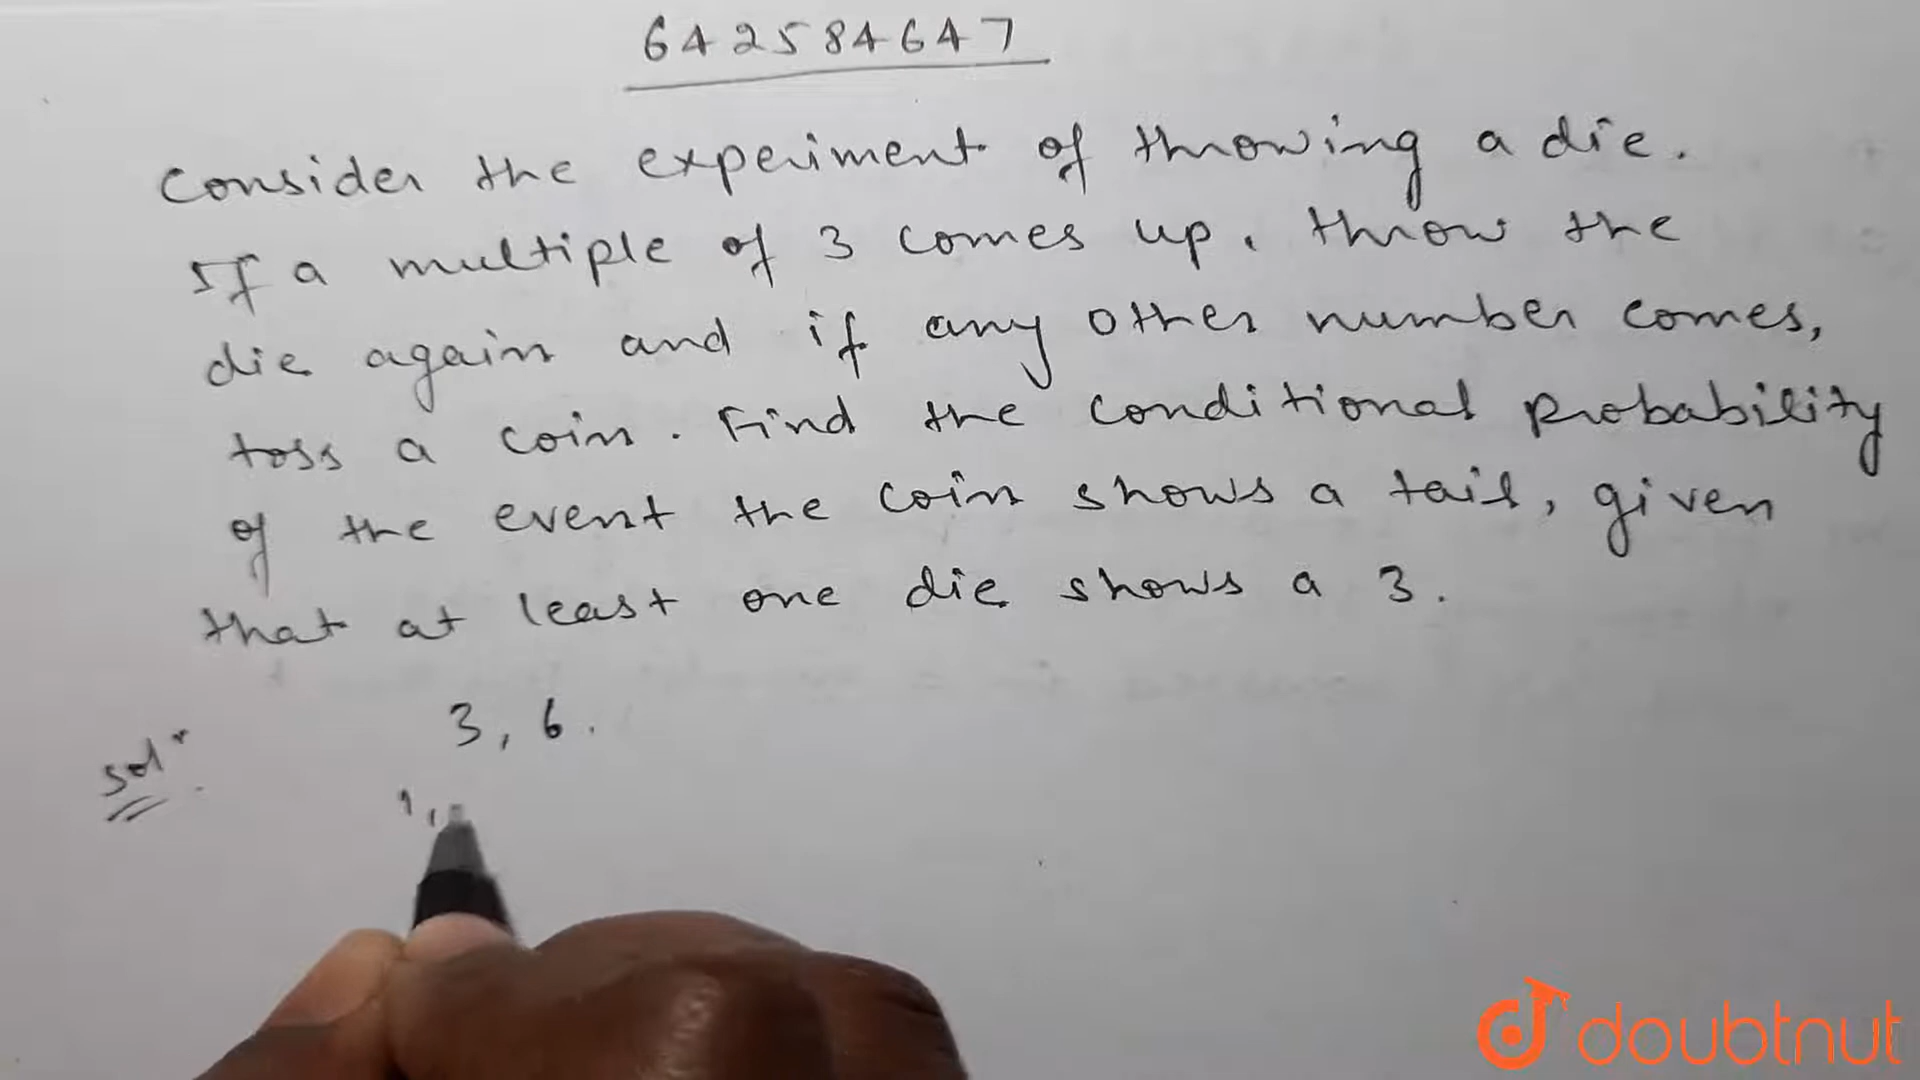 642584647
Consider the experiment of throwing a die.
If a multiple of 3 comes up, throw the
die again and if any other number comes,
toss a coin. Find the conditional probability
of the event the coin shows a tail, given
that at least one die shows a 3.
3, 6.
Sol^n.
1,
doubtnut